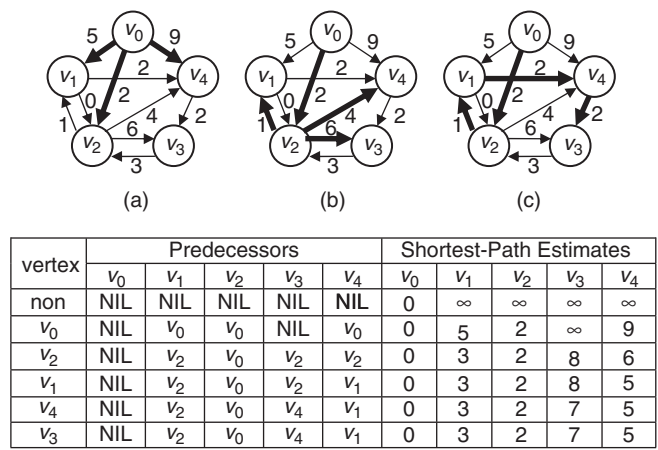 v0 v0 v0
5 9 5 9 5 9
v1 2 v4 v1 2 v4 v1 2 v4
0 2 0 2 0 2
1 4 2 1 4 2 1 4 2
v2 6 v3 v2 6 v3 v2 6 v3
3 3 3
(a) (b) (c)
vertex Predecessors Shortest-Path Estimates
v0 v1 v2 v3 v4 v0 v1 v2 v3 v4
non NIL NIL NIL NIL NIL 0 ∞ ∞ ∞ ∞
v0 NIL v0 v0 NIL v0 0 5 2 ∞ 9
v2 NIL v2 v0 v2 v2 0 3 2 8 6
v1 NIL v2 v0 v2 v1 0 3 2 8 5
v4 NIL v2 v0 v4 v1 0 3 2 7 5
v3 NIL v2 v0 v4 v1 0 3 2 7 5